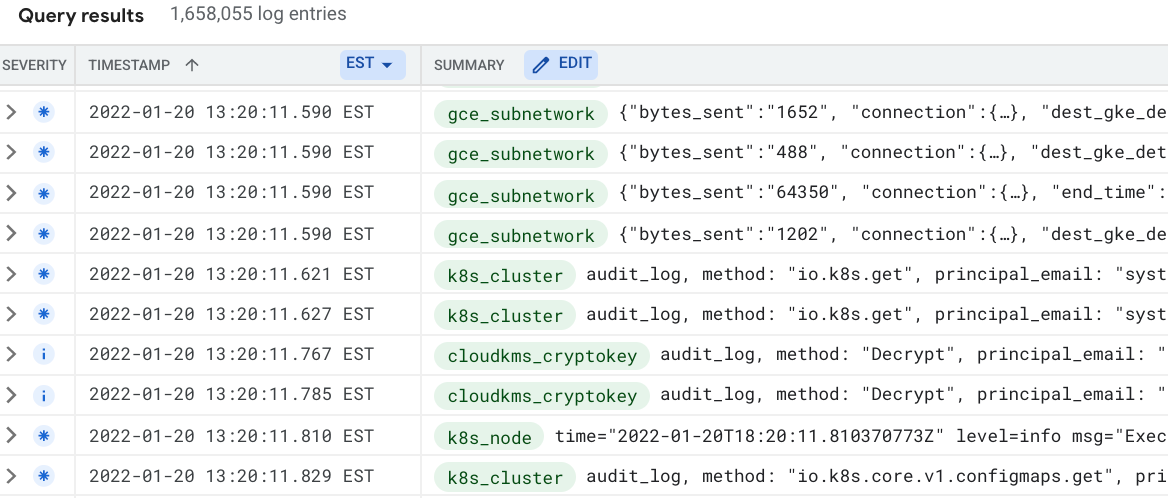 Query results 1,658,055 log entries
SEVERITY TIMESTAMP EST SUMMARY EDIT
2022-01-20 13:20:11.590 EST gce_subnetwork {"bytes_sent":"1652", "connection":{…}, "dest_gke_de
2022-01-20 13:20:11.590 EST gce_subnetwork {"bytes_sent":"488", "connection":{…}, "dest_gke_det
2022-01-20 13:20:11.590 EST gce_subnetwork {"bytes_sent":"64350", "connection":{…}, "end_time":
2022-01-20 13:20:11.590 EST gce_subnetwork {"bytes_sent":"1202", "connection":{…}, "dest_gke_de
2022-01-20 13:20:11.621 EST k8s_cluster audit_log, method: "io.k8s.get", principal_email: "syst
2022-01-20 13:20:11.627 EST k8s_cluster audit_log, method: "io.k8s.get", principal_email: "syst
2022-01-20 13:20:11.767 EST cloudkms_cryptokey audit_log, method: "Decrypt", principal_email: "
2022-01-20 13:20:11.785 EST cloudkms_cryptokey audit_log, method: "Decrypt", principal_email: "
2022-01-20 13:20:11.810 EST k8s_node time="2022-01-20T18:20:11.810370773Z" level=info msg="Exec
2022-01-20 13:20:11.829 EST k8s_cluster audit_log, method: "io.k8s.core.v1.configmaps.get", pri